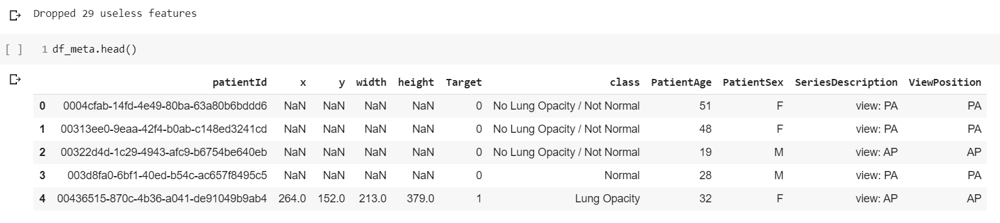 Dropped 29 useless features
[ ] 1 df_meta.head()
patientId x y width height Target class PatientAge PatientSex SeriesDescription ViewPosition
0 0004cfab-14fd-4e49-80ba-63a80b6bddd6 NaN NaN NaN NaN 0 No Lung Opacity / Not Normal 51 F view: PA PA
1 00313ee0-9eaa-42f4-b0ab-c148ed3241cd NaN NaN NaN NaN 0 No Lung Opacity / Not Normal 48 F view: PA PA
2 00322d4d-1c29-4943-afc9-b6754be640eb NaN NaN NaN NaN 0 No Lung Opacity / Not Normal 19 M view: AP AP
3 003d8fa0-6bf1-40ed-b54c-ac657f8495c5 NaN NaN NaN NaN 0 Normal 28 M view: PA PA
4 00436515-870c-4b36-a041-de91049b9ab4 264.0 152.0 213.0 379.0 1 Lung Opacity 32 F view: AP AP